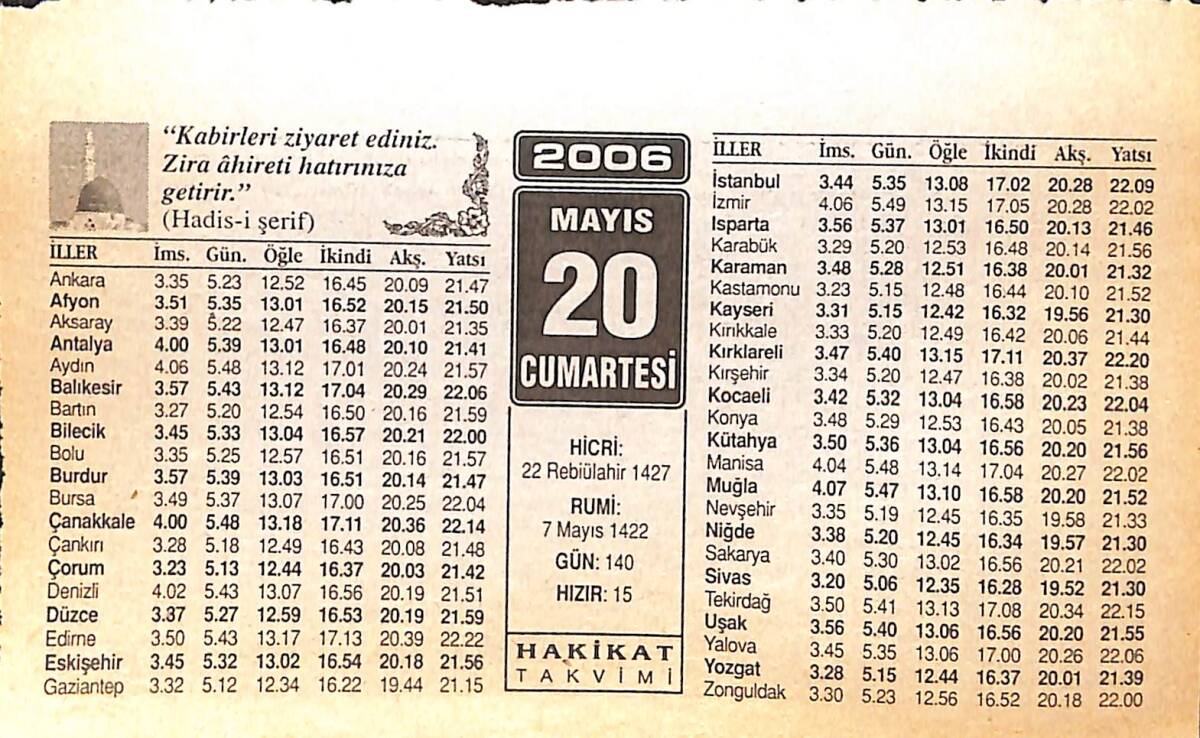 “Kabirleri ziyaret ediniz.
Zira âhireti hatırınıza
getirir.”
(Hadis-i şerif)
İLLER İms. Gün. Öğle İkindi Akş. Yatsı
Ankara 3.35 5.23 12.52 16.45 20.09 21.47
Afyon 3.51 5.35 13.01 16.52 20.15 21.50
Aksaray 3.39 5.22 12.47 16.37 20.01 21.35
Antalya 4.00 5.39 13.01 16.48 20.10 21.41
Aydın 4.06 5.48 13.12 17.01 20.24 21.57
Balıkesir 3.57 5.43 13.12 17.04 20.29 22.06
Bartın 3.27 5.20 12.54 16.50 20.16 21.59
Bilecik 3.45 5.33 13.04 16.57 20.21 22.00
Bolu 3.35 5.25 12.57 16.51 20.16 21.57
Burdur 3.57 5.39 13.03 16.51 20.14 21.47
Bursa 3.49 5.37 13.07 17.00 20.25 22.04
Çanakkale 4.00 5.48 13.18 17.11 20.36 22.14
Çankırı 3.28 5.18 12.49 16.43 20.08 21.48
Çorum 3.23 5.13 12.44 16.37 20.03 21.42
Denizli 4.02 5.43 13.07 16.56 20.19 21.51
Düzce 3.37 5.27 12.59 16.53 20.19 21.59
Edirne 3.50 5.43 13.17 17.13 20.39 22.22
Eskişehir 3.45 5.32 13.02 16.54 20.18 21.56
Gaziantep 3.32 5.12 12.34 16.22 19.44 21.15
2006
MAYIS
20
CUMARTESİ
HİCRİ:
22 Rebiülahir 1427
RUMİ:
7 Mayıs 1422
GÜN: 140
HIZIR: 15
HAKİKAT
TAKVİMİ
İLLER İms. Gün. Öğle İkindi Akş. Yatsı
İstanbul 3.44 5.35 13.08 17.02 20.28 22.09
İzmir 4.06 5.49 13.15 17.05 20.28 22.02
Isparta 3.56 5.37 13.01 16.50 20.13 21.46
Karabük 3.29 5.20 12.53 16.48 20.14 21.56
Karaman 3.48 5.28 12.51 16.38 20.01 21.32
Kastamonu 3.23 5.15 12.48 16.44 20.10 21.52
Kayseri 3.31 5.15 12.42 16.32 19.56 21.30
Kırıkkale 3.33 5.20 12.49 16.42 20.06 21.44
Kırklareli 3.47 5.40 13.15 17.11 20.37 22.20
Kırşehir 3.34 5.20 12.47 16.38 20.02 21.38
Kocaeli 3.42 5.32 13.04 16.58 20.23 22.04
Konya 3.48 5.29 12.53 16.43 20.05 21.38
Kütahya 3.50 5.36 13.04 16.56 20.20 21.56
Manisa 4.04 5.48 13.14 17.04 20.27 22.02
Muğla 4.07 5.47 13.10 16.58 20.20 21.52
Nevşehir 3.35 5.19 12.45 16.35 19.58 21.33
Niğde 3.38 5.20 12.45 16.34 19.57 21.30
Sakarya 3.40 5.30 13.02 16.56 20.21 22.02
Sivas 3.20 5.06 12.35 16.28 19.52 21.30
Tekirdağ 3.50 5.41 13.13 17.08 20.34 22.15
Uşak 3.56 5.40 13.06 16.56 20.20 21.55
Yalova 3.45 5.35 13.06 17.00 20.26 22.06
Yozgat 3.28 5.15 12.44 16.37 20.01 21.39
Zonguldak 3.30 5.23 12.56 16.52 20.18 22.00